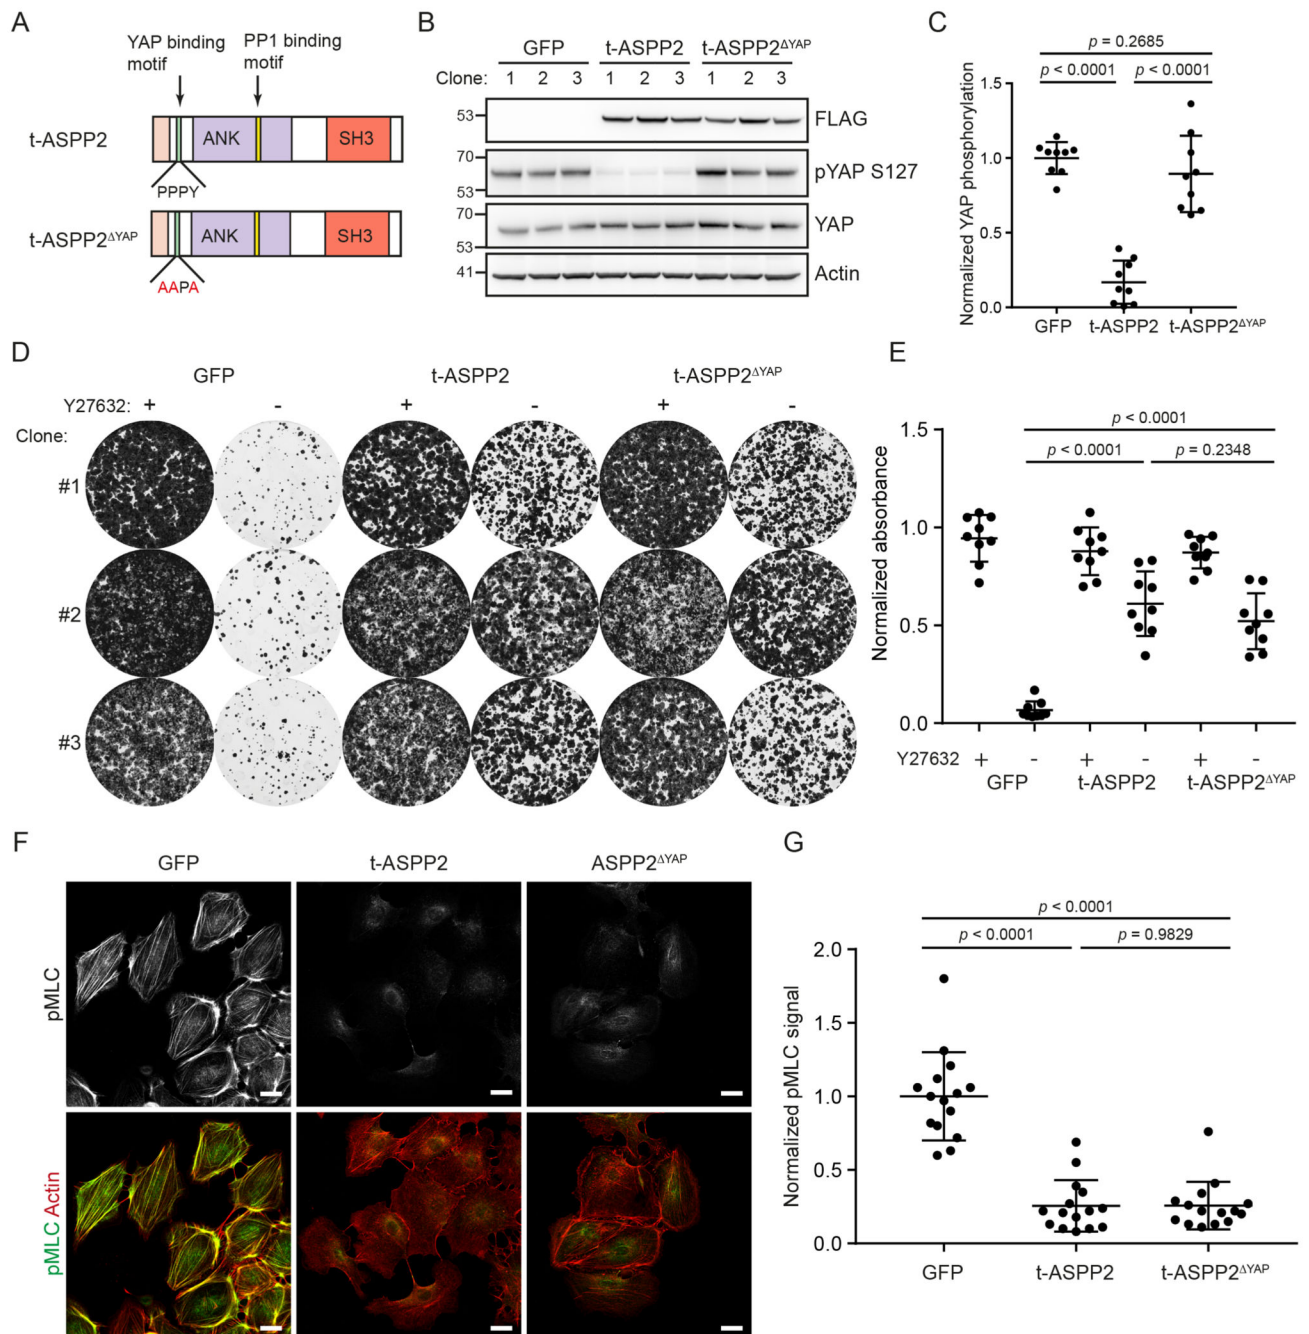 A
YAP binding motif
PP1 binding motif
t-ASPP2
ANK
SH3
PPPY
t-ASPP2ΔYAP
ANK
SH3
AAPA
B
GFP t-ASPP2 t-ASPP2ΔYAP
Clone: 1 2 3 1 2 3 1 2 3
53 FLAG
70
53
pYAP S127
70
53
YAP
41 Actin
C
p = 0.2685
p < 0.0001 p < 0.0001
Normalized YAP phosphorylation
1.5
1.0
0.5
0.0
GFP t-ASPP2 t-ASPP2ΔYAP
D
GFP t-ASPP2 t-ASPP2ΔYAP
Y27632: + - + - + -
Clone:
#1
#2
#3
E
p < 0.0001
p < 0.0001 p = 0.2348
Normalized absorbance
1.5
1.0
0.5
0.0
Y27632 + - + - + -
GFP t-ASPP2 t-ASPP2ΔYAP
F
GFP t-ASPP2 ASPP2ΔYAP
pMLC
pMLC Actin
G
p < 0.0001
p < 0.0001 p = 0.9829
Normalized pMLC signal
2.0
1.5
1.0
0.5
0.0
GFP t-ASPP2 t-ASPP2ΔYAP